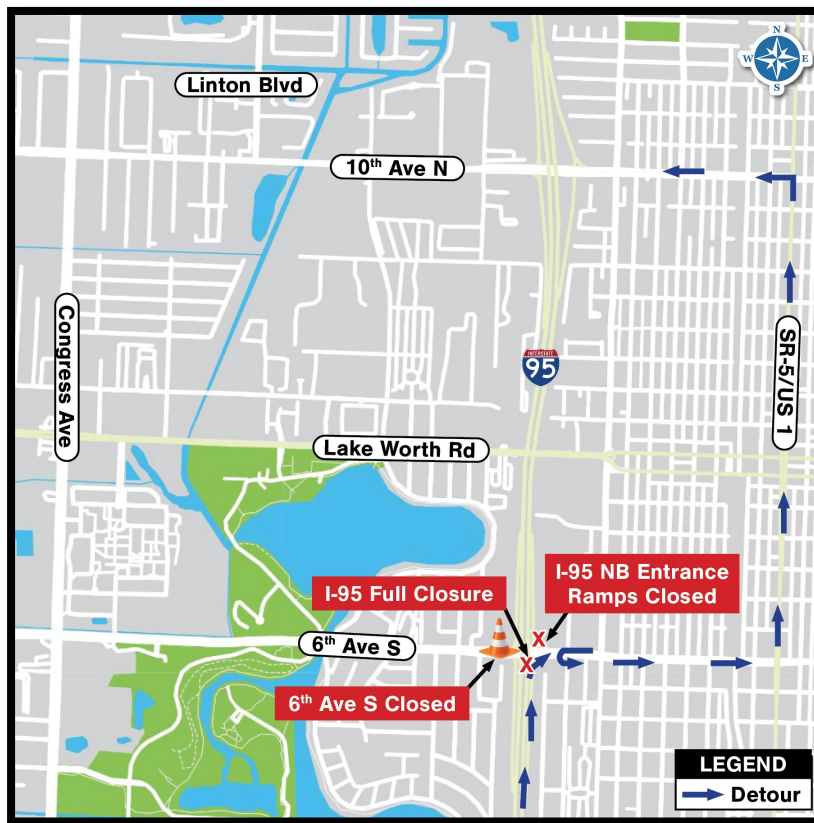 N
W E
S
Linton Blvd
10th Ave N
Congress Ave
SR-5/US 1
INTERSTATE
95
Lake Worth Rd
I-95 NB Entrance
Ramps Closed
I-95 Full Closure
X
6th Ave S
X
6th Ave S Closed
LEGEND
Detour